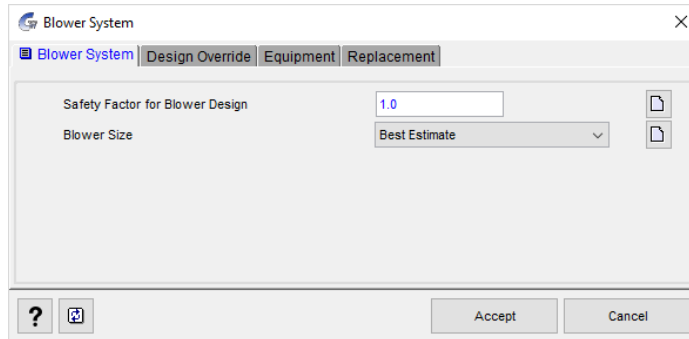 Blower System
Blower System Design Override Equipment Replacement
Safety Factor for Blower Design 1.0
Blower Size Best Estimate
? Accept Cancel